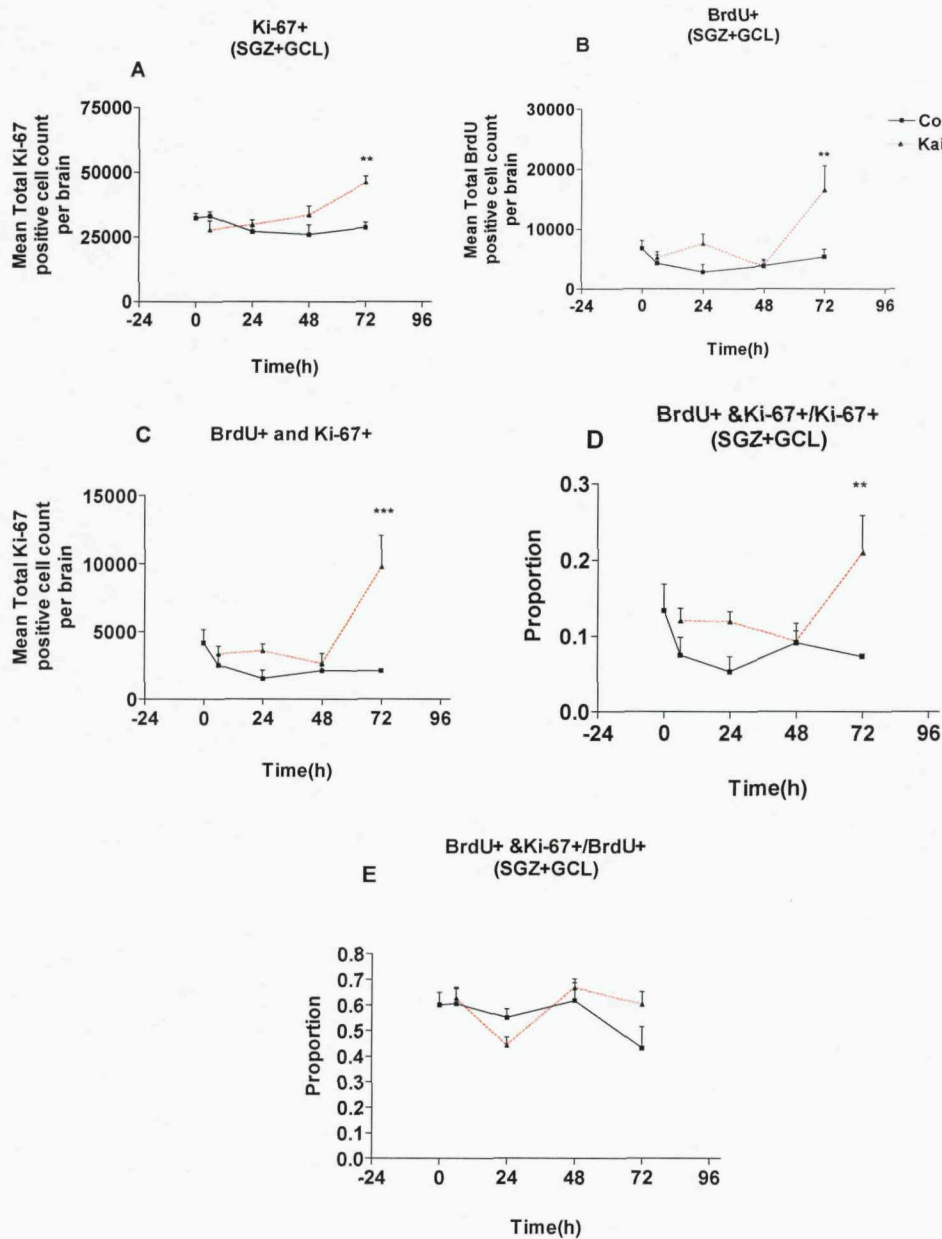 Ki-67+
(SGZ+GCL)
A
Mean Total Ki-67
positive cell count
per brain
75000
50000
25000
0
**
-24 0 24 48 72 96
Time(h)
BrdU+
(SGZ+GCL)
B
Mean Total BrdU
positive cell count
per brain
30000
20000
10000
0
**
Co
Kai
-24 0 24 48 72 96
Time(h)
C BrdU+ and Ki-67+
Mean Total Ki-67
positive cell count
per brain
15000
10000
5000
0
***
-24 0 24 48 72 96
Time(h)
BrdU+ &Ki-67+/Ki-67+
(SGZ+GCL)
D
Proportion
0.3
0.2
0.1
0.0
**
-24 0 24 48 72 96
Time(h)
BrdU+ &Ki-67+/BrdU+
(SGZ+GCL)
E
Proportion
0.8
0.7
0.6
0.5
0.4
0.3
0.2
0.1
0.0
-24 0 24 48 72 96
Time(h)